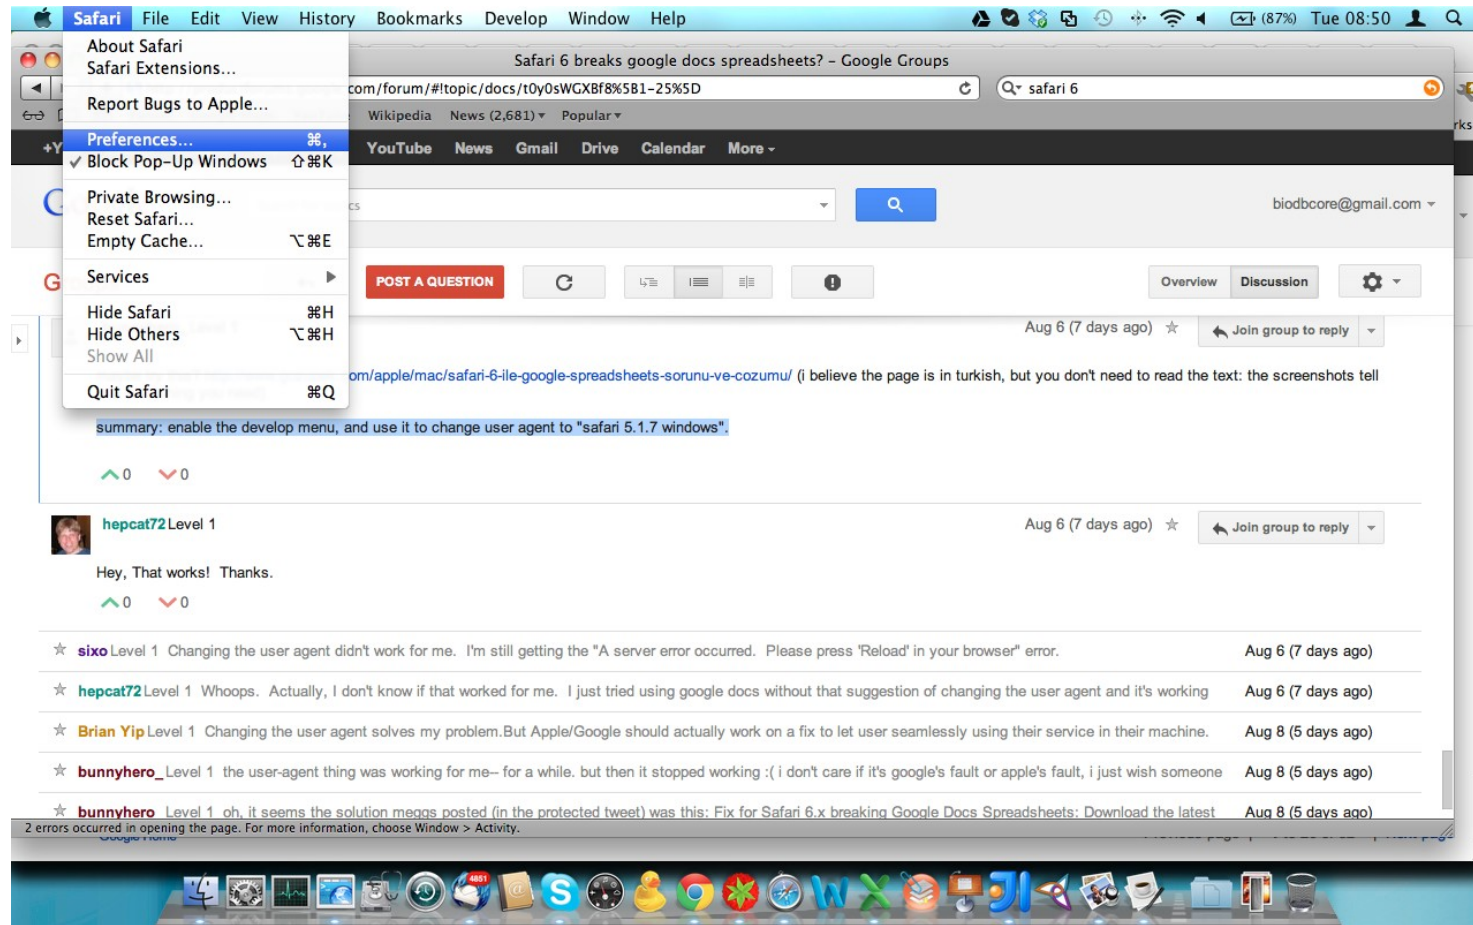 Safari File Edit View History Bookmarks Develop Window Help (87%) Tue 08:50
About Safari
Safari Extensions...
Report Bugs to Apple...
Preferences... ⌘,
✓ Block Pop-Up Windows ⇧⌘K
Private Browsing...
Reset Safari...
Empty Cache... ⌥⌘E
Services
Hide Safari ⌘H
Hide Others ⌥⌘H
Show All
Quit Safari ⌘Q
Safari 6 breaks google docs spreadsheets? – Google Groups
com/forum/#!topic/docs/t0y0sWGXBf8%5B1-25%5D safari 6
Wikipedia News (2,681) Popular
YouTube News Gmail Drive Calendar More
biodbcore@gmail.com
POST A QUESTION Overview Discussion
Level 1 Aug 6 (7 days ago) Join group to reply
om/apple/mac/safari-6-ile-google-spreadsheets-sorunu-ve-cozumu/ (i believe the page is in turkish, but you don't need to read the text: the screenshots tell
summary: enable the develop menu, and use it to change user agent to "safari 5.1.7 windows".
0 0
hepcat72 Level 1 Aug 6 (7 days ago) Join group to reply
Hey, That works! Thanks.
0 0
sixo Level 1 Changing the user agent didn't work for me. I'm still getting the "A server error occurred. Please press 'Reload' in your browser" error. Aug 6 (7 days ago)
hepcat72 Level 1 Whoops. Actually, I don't know if that worked for me. I just tried using google docs without that suggestion of changing the user agent and it's working Aug 6 (7 days ago)
Brian Yip Level 1 Changing the user agent solves my problem.But Apple/Google should actually work on a fix to let user seamlessly using their service in their machine. Aug 8 (5 days ago)
bunnyhero_ Level 1 the user-agent thing was working for me-- for a while. but then it stopped working :( i don't care if it's google's fault or apple's fault, i just wish someone Aug 8 (5 days ago)
bunnyhero_ Level 1 oh, it seems the solution meggs posted (in the protected tweet) was this: Fix for Safari 6.x breaking Google Docs Spreadsheets: Download the latest Aug 8 (5 days ago)
2 errors occurred in opening the page. For more information, choose Window > Activity.
4851